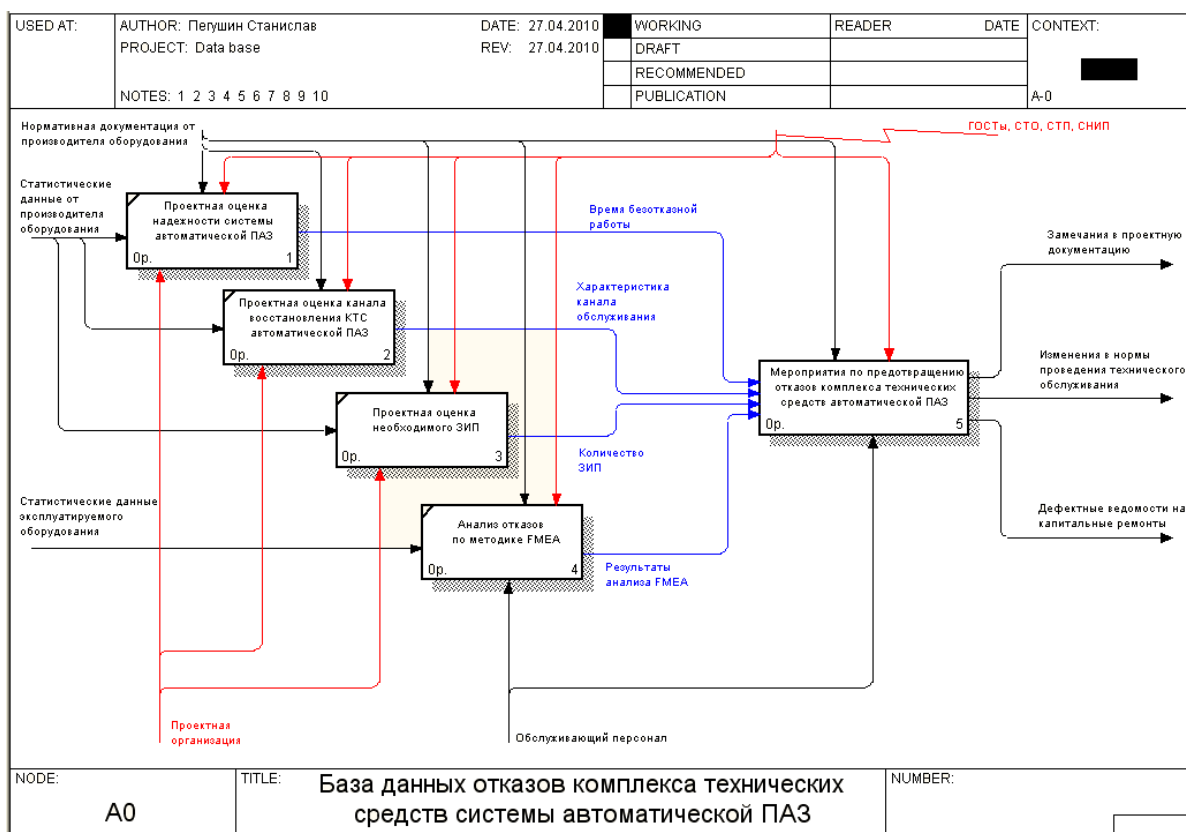 USED AT:
AUTHOR: Пегушин Станислав
DATE: 27.04.2010
PROJECT: Data base
REV: 27.04.2010
NOTES: 1 2 3 4 5 6 7 8 9 10
WORKING
DRAFT
RECOMMENDED
PUBLICATION
READER
DATE
CONTEXT:
A-0
Нормативная документация от
производителя оборудования
ГОСТы, СТО, СТП, СНИП
Статистические
данные от
производителя
оборудования
Проектная оценка
надежности системы
автоматической ПАЗ
0р.
1
Время безотказной
работы
Замечания в проектную
документацию
Проектная оценка канала
восстановления КТС
автоматической ПАЗ
0р.
2
Характеристика
канала
обслуживания
Мероприятия по предотвращению
отказов комплекса технических
средств автоматической ПАЗ
0р.
5
Изменения в нормы
проведения технического
обслуживания
Проектная оценка
необходимого ЗИП
0р.
3
Количество
ЗИП
Статистические данные
эксплуатируемого
оборудования
Анализ отказов
по методике FMEA
0р.
4
Результаты
анализа FMEA
Дефектные ведомости на
капитальные ремонты
Проектная
организация
Обслуживающий персонал
NODE:
A0
TITLE:
База данных отказов комплекса технических
средств системы автоматической ПАЗ
NUMBER: